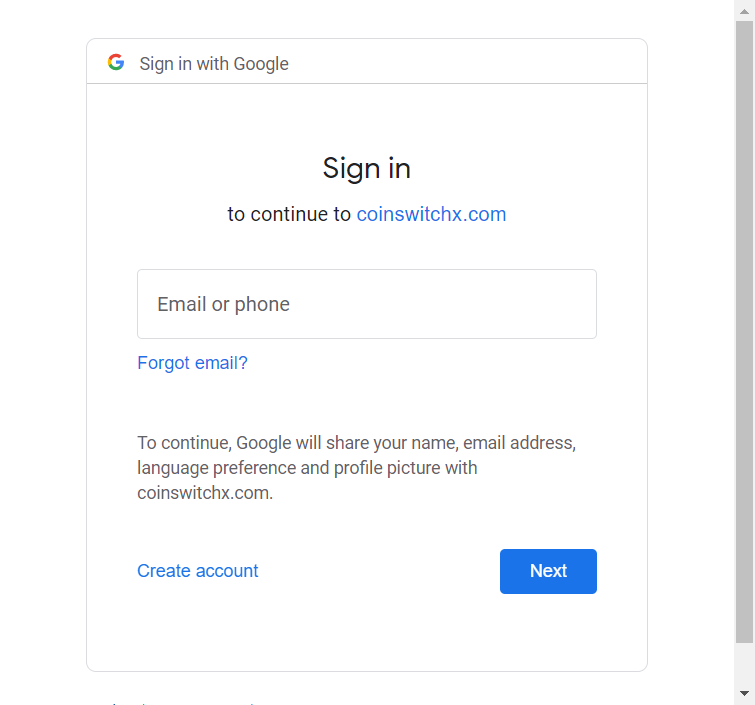 Sign in with Google
Sign in
to continue to coinswitchx.com
Email or phone
Forgot email?
To continue, Google will share your name, email address,
language preference and profile picture with
coinswitchx.com.
Create account
Next